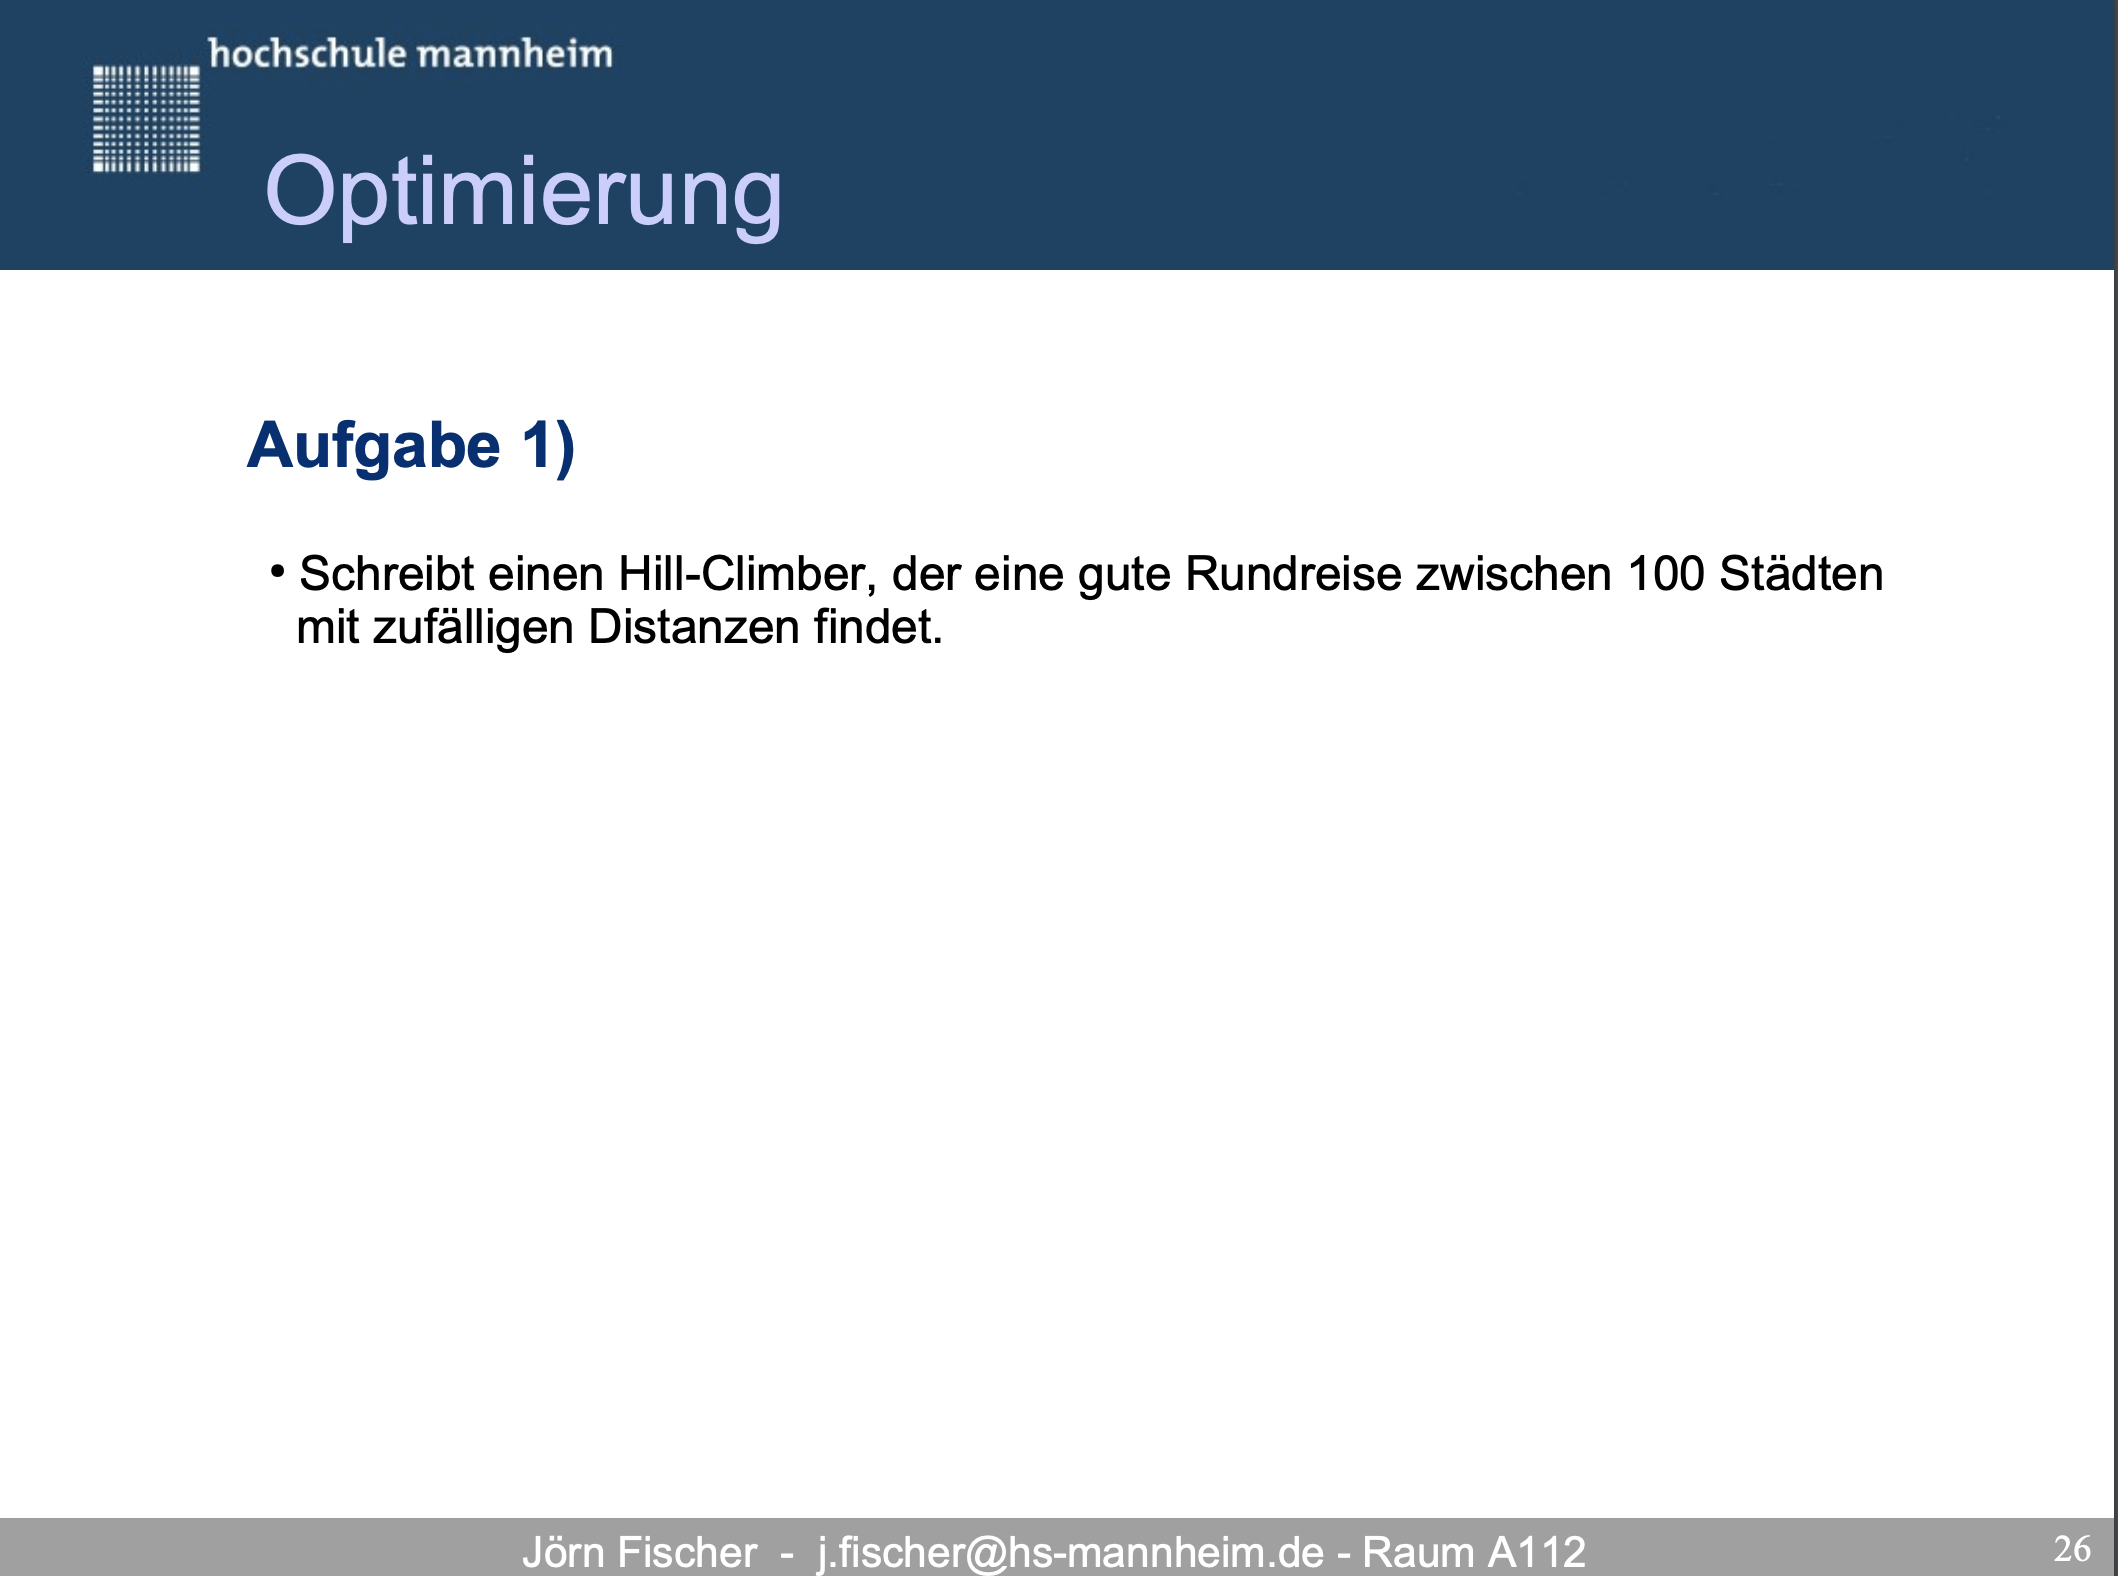 hochschule mannheim
Optimierung
Aufgabe 1)
• Schreibt einen Hill-Climber, der eine gute Rundreise zwischen 100 Städten
mit zufälligen Distanzen findet.
Jörn Fischer - j.fischer@hs-mannheim.de - Raum A112
26